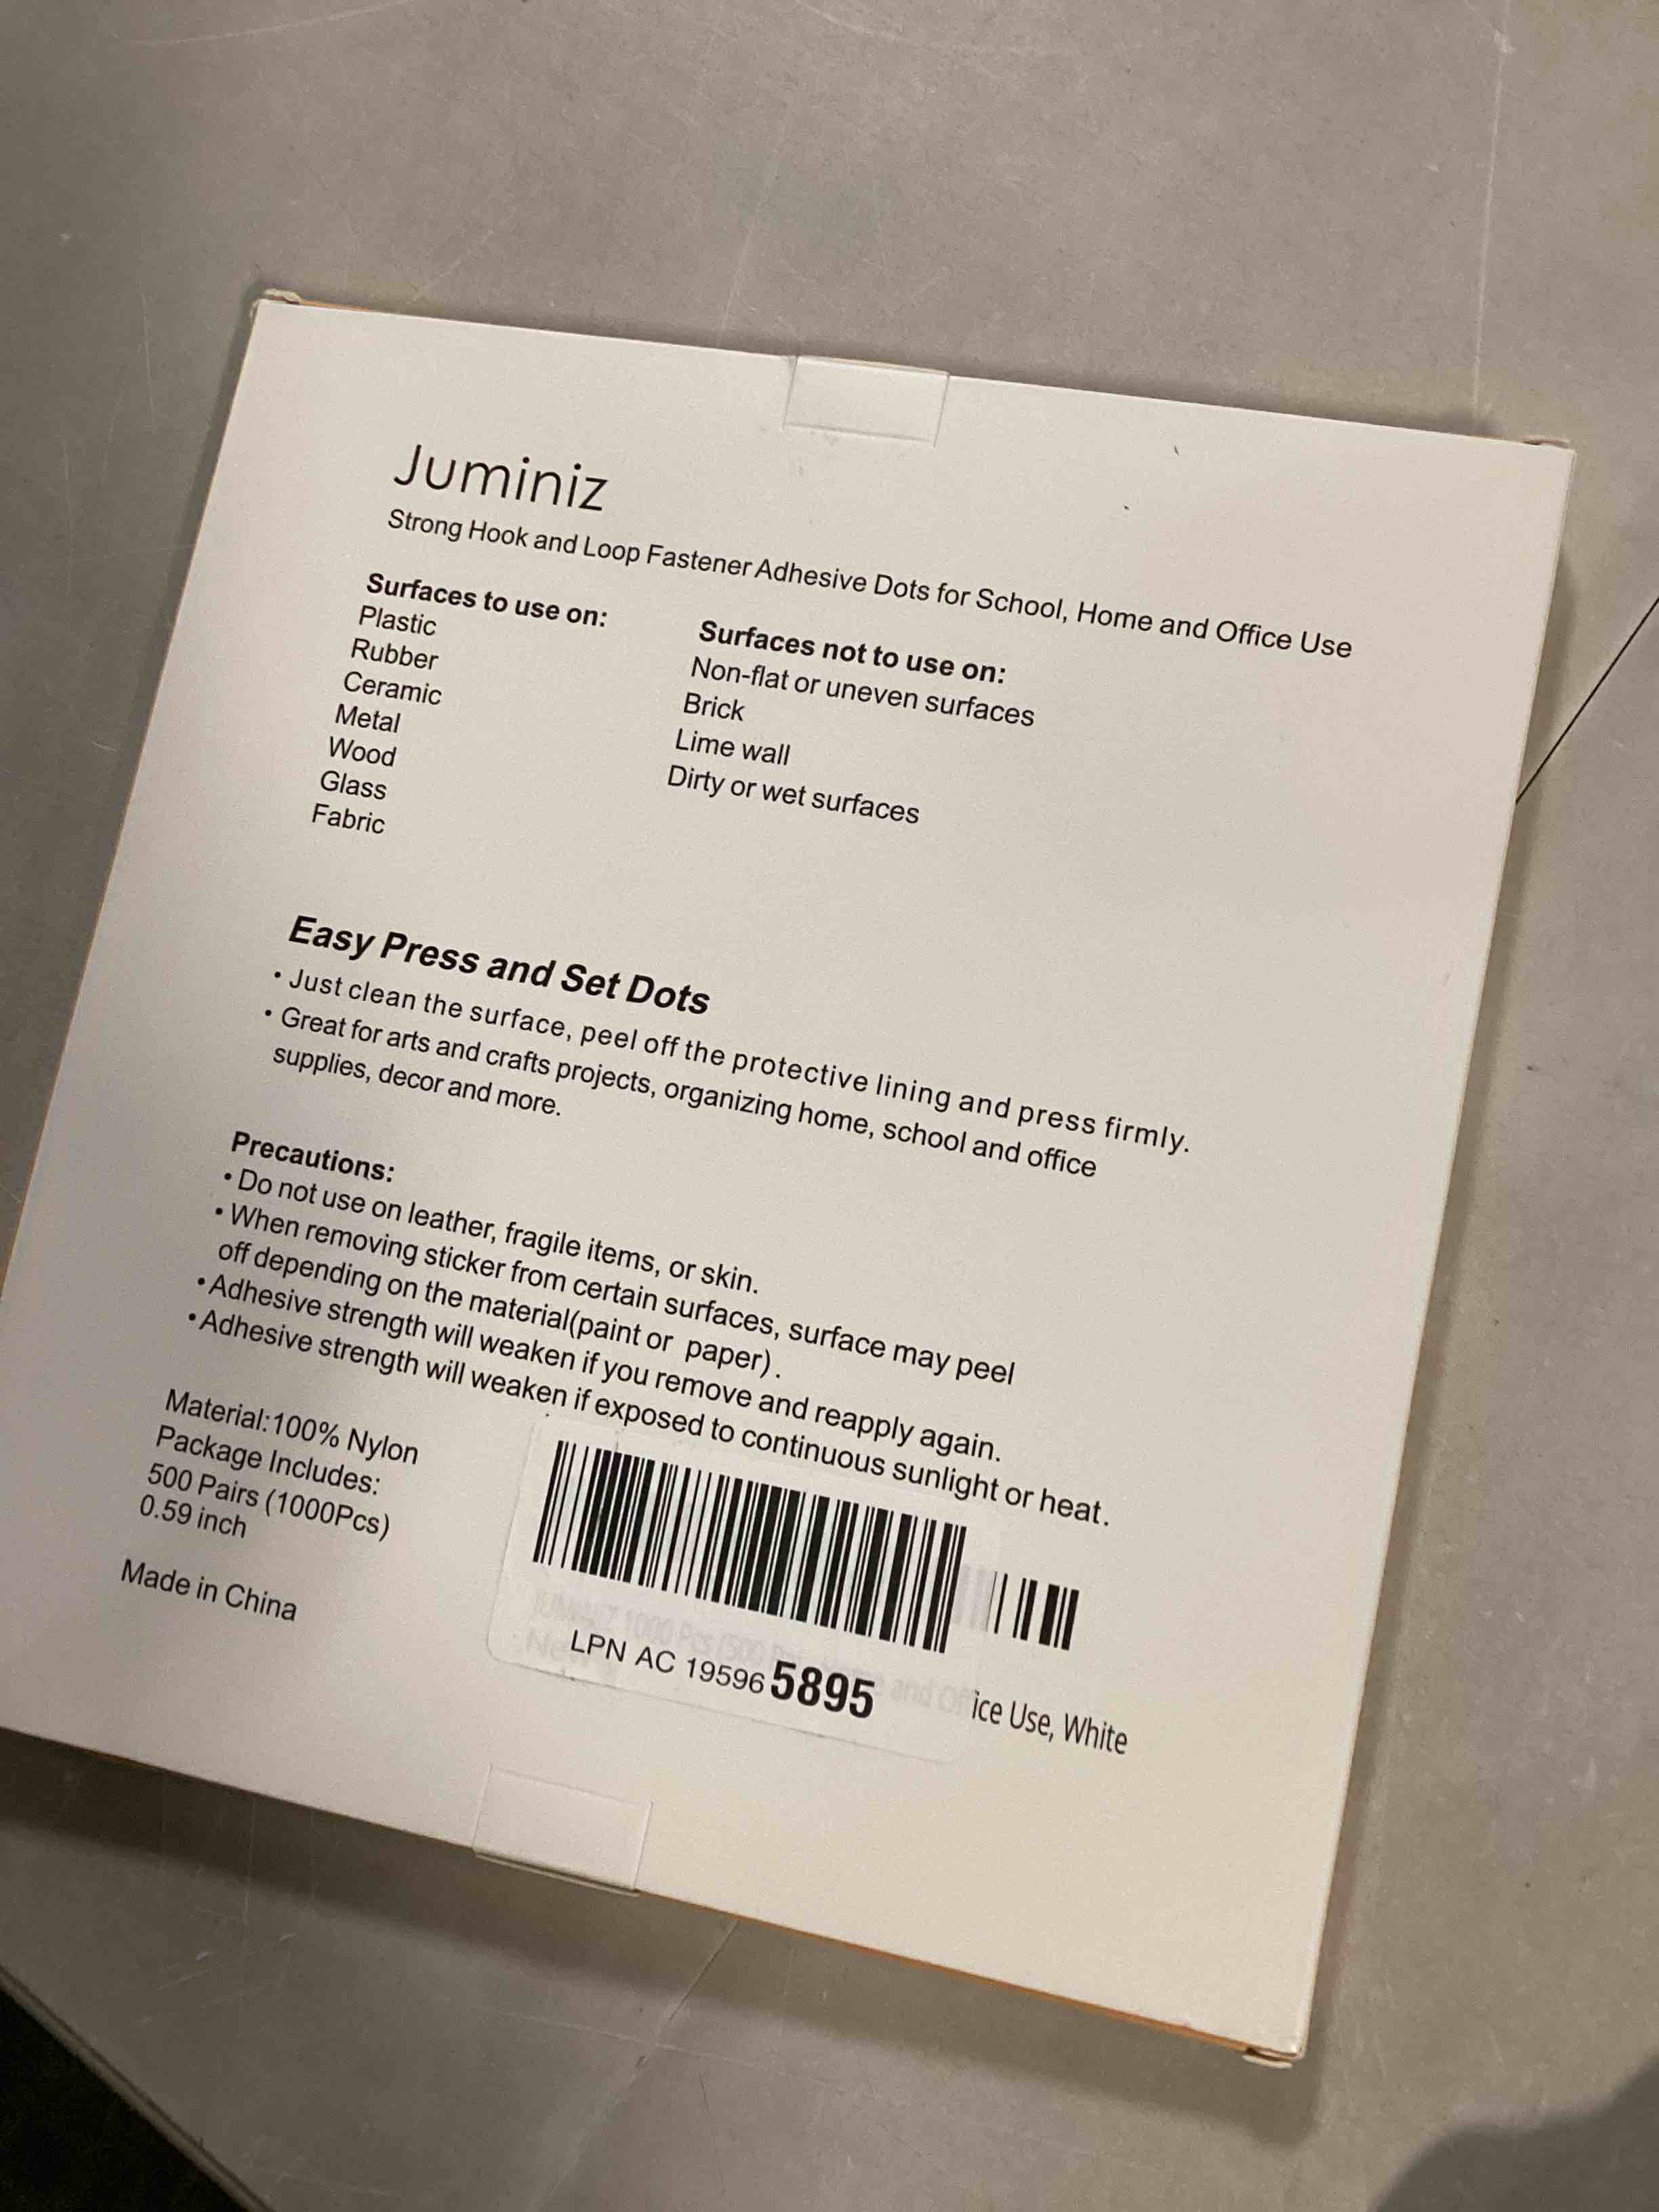 Juminiz
Strong Hook and Loop Fastener Adhesive Dots for School, Home and Office Use
Surfaces to use on:
Plastic
Rubber
Ceramic
Metal
Wood
Glass
Fabric
Surfaces not to use on:
Non-flat or uneven surfaces
Brick
Lime wall
Dirty or wet surfaces
Easy Press and Set Dots
• Just clean the surface, peel off the protective lining and press firmly.
• Great for arts and crafts projects, organizing home, school and office
supplies, decor and more.
Precautions:
• Do not use on leather, fragile items, or skin.
• When removing sticker from certain surfaces, surface may peel
off depending on the material(paint or paper).
• Adhesive strength will weaken if you remove and reapply again.
• Adhesive strength will weaken if exposed to continuous sunlight or heat.
Material:100% Nylon
Package Includes:
500 Pairs (1000Pcs)
0.59 inch
Made in China
JUMINIZ 1000 Pcs (500
LPN AC 19596 5895
and Office Use, White